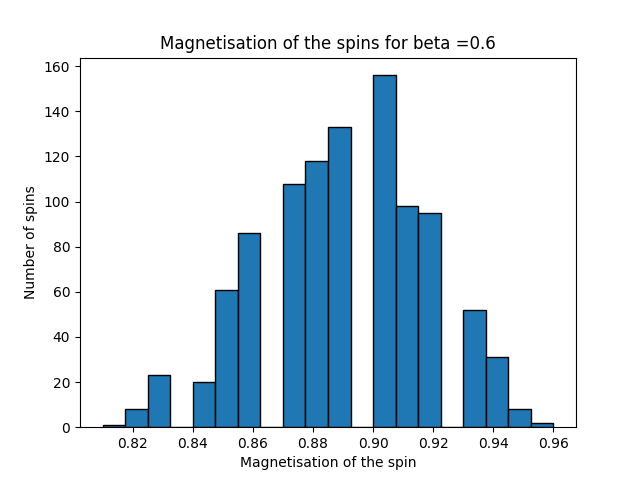 Magnetisation of the spins for beta =0.6
160
140
120
100
80
60
40
20
0
Number of spins
0.82 0.84 0.86 0.88 0.90 0.92 0.94 0.96
Magnetisation of the spin